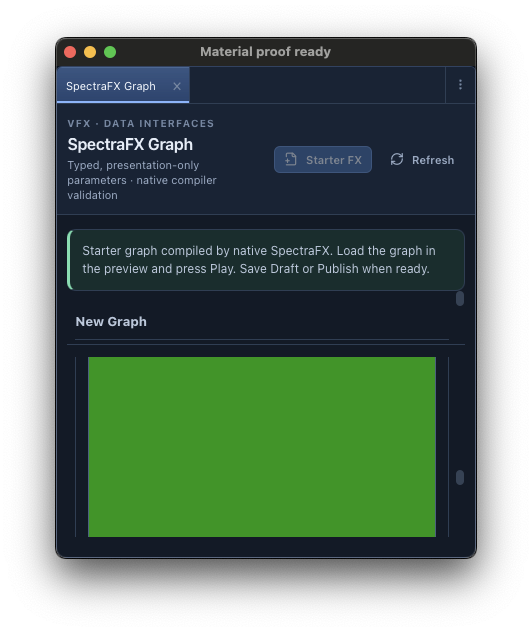 Material proof ready
SpectraFX Graph
VFX · DATA INTERFACES
SpectraFX Graph
Typed, presentation-only
parameters · native compiler
validation
Starter FX
Refresh
Starter graph compiled by native SpectraFX. Load the graph in
the preview and press Play. Save Draft or Publish when ready.
New Graph